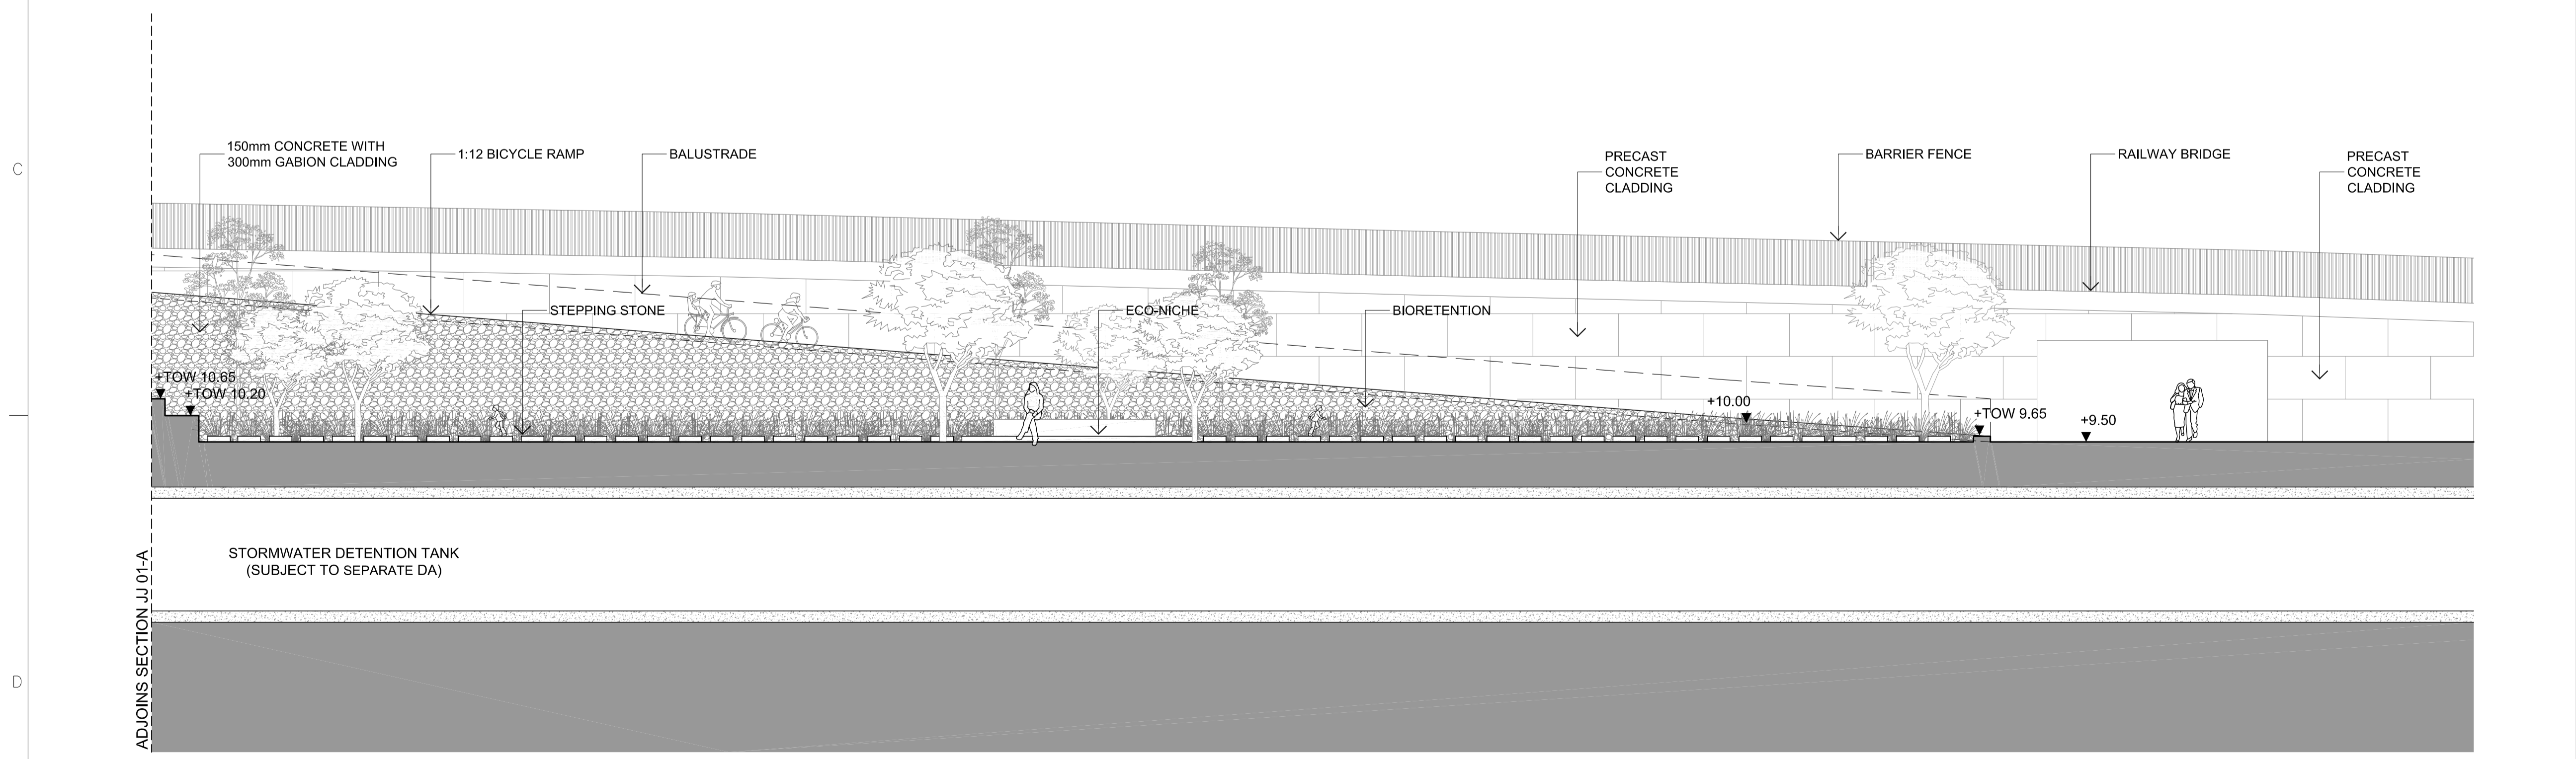 C
150mm CONCRETE WITH
300mm GABION CLADDING
1:12 BICYCLE RAMP
BALUSTRADE
PRECAST
CONCRETE
CLADDING
BARRIER FENCE
RAILWAY BRIDGE
PRECAST
CONCRETE
CLADDING
STEPPING STONE
ECO-NICHE
BIORETENTION
+TOW 10.65
+TOW 10.20
+10.00
+TOW 9.65
+9.50
STORMWATER DETENTION TANK
(SUBJECT TO SEPARATE DA)
ADJOINS SECTION JJ 01-A
D